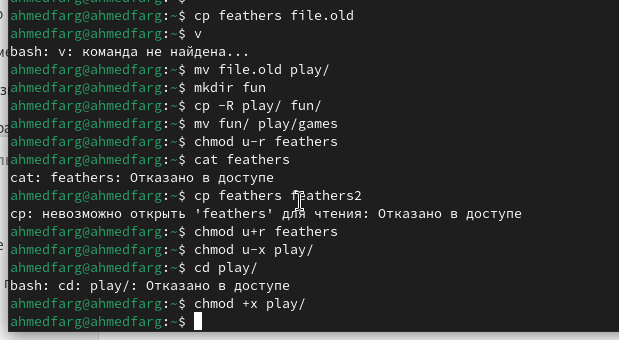 ahmedfarg@ahmedfarg:~$ cp feathers file.old
ahmedfarg@ahmedfarg:~$ v
bash: v: команда не найдена...
ahmedfarg@ahmedfarg:~$ mv file.old play/
ahmedfarg@ahmedfarg:~$ mkdir fun
ahmedfarg@ahmedfarg:~$ cp -R play/ fun/
ahmedfarg@ahmedfarg:~$ mv fun/ play/games
ahmedfarg@ahmedfarg:~$ chmod u-r feathers
ahmedfarg@ahmedfarg:~$ cat feathers
cat: feathers: Отказано в доступе
ahmedfarg@ahmedfarg:~$ cp feathers feathers2
cp: невозможно открыть 'feathers' для чтения: Отказано в доступе
ahmedfarg@ahmedfarg:~$ chmod u+r feathers
ahmedfarg@ahmedfarg:~$ chmod u-x play/
ahmedfarg@ahmedfarg:~$ cd play/
bash: cd: play/: Отказано в доступе
ahmedfarg@ahmedfarg:~$ chmod +x play/
ahmedfarg@ahmedfarg:~$